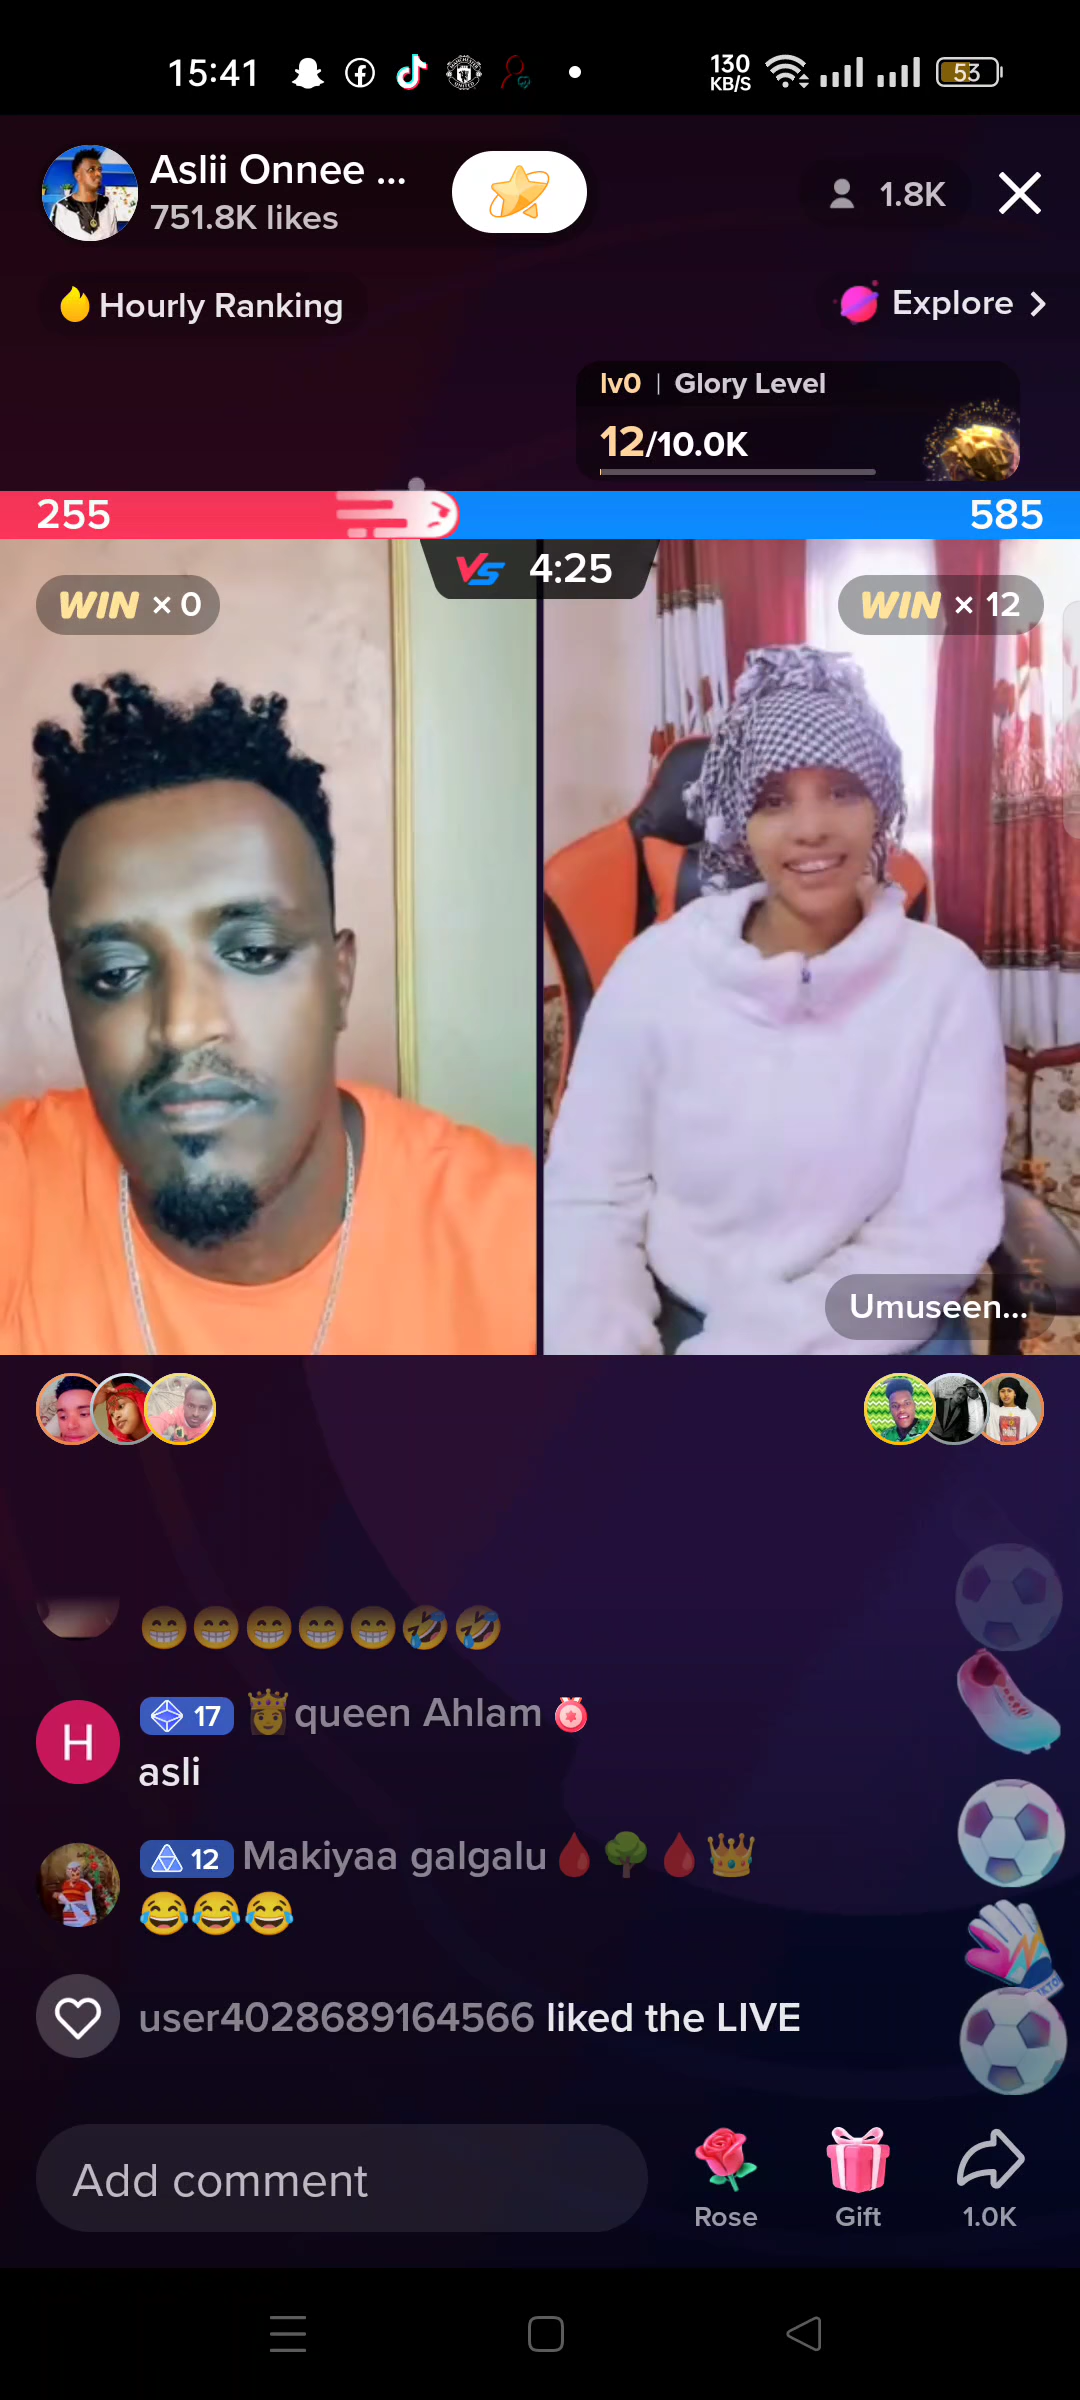 15:41
130
KB/S
53
Aslii Onnee ...
751.8K likes
1.8K
Hourly Ranking
Explore
lv0 | Glory Level
12/10.0K
255
585
VS 4:25
WIN × 0
WIN × 12
Umuseen...
17 queen Ahlam
H
asli
12 Makiyaa galgalu
user4028689164566 liked the LIVE
Add comment
Rose
Gift
1.0K